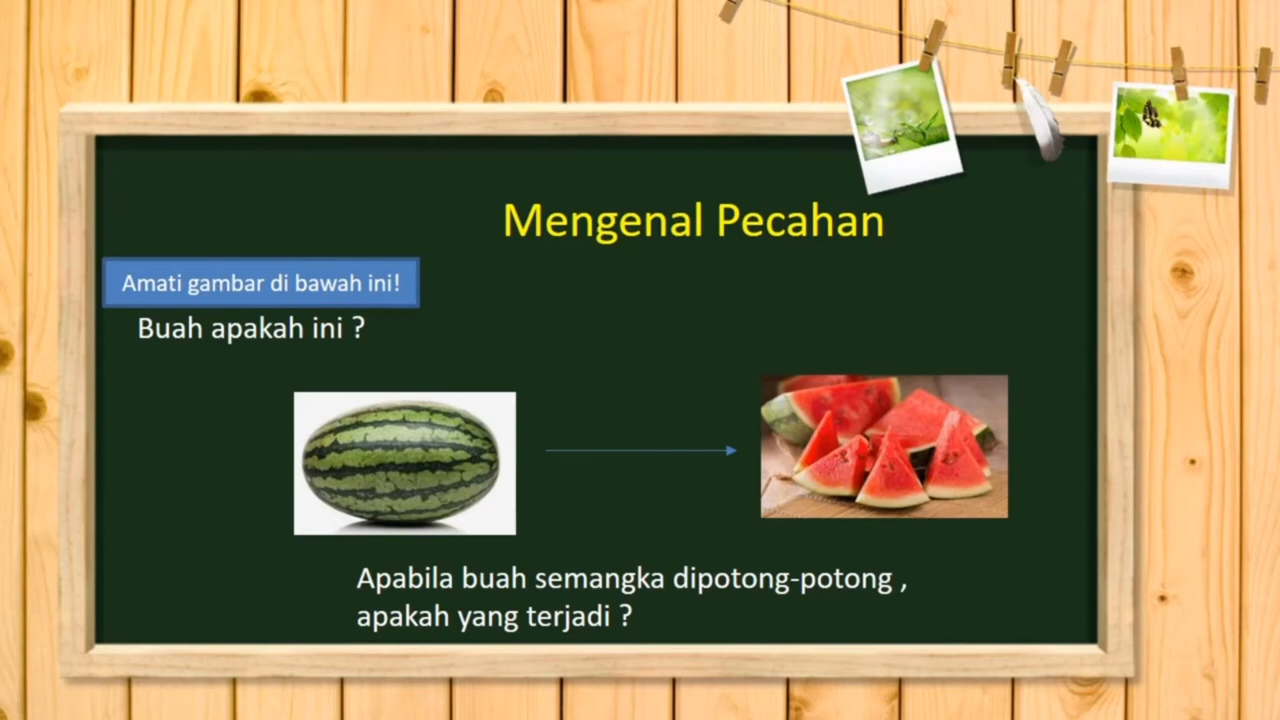 Mengenal Pecahan
Amati gambar di bawah ini!
Buah apakah ini ?
Apabila buah semangka dipotong-potong ,
apakah yang terjadi ?